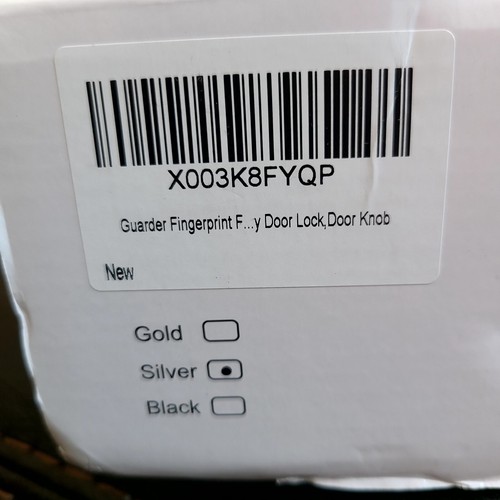 X003K8FYQP
Guarder Fingerprint F...y Door Lock,Door Knob
New
Gold
Silver
Black